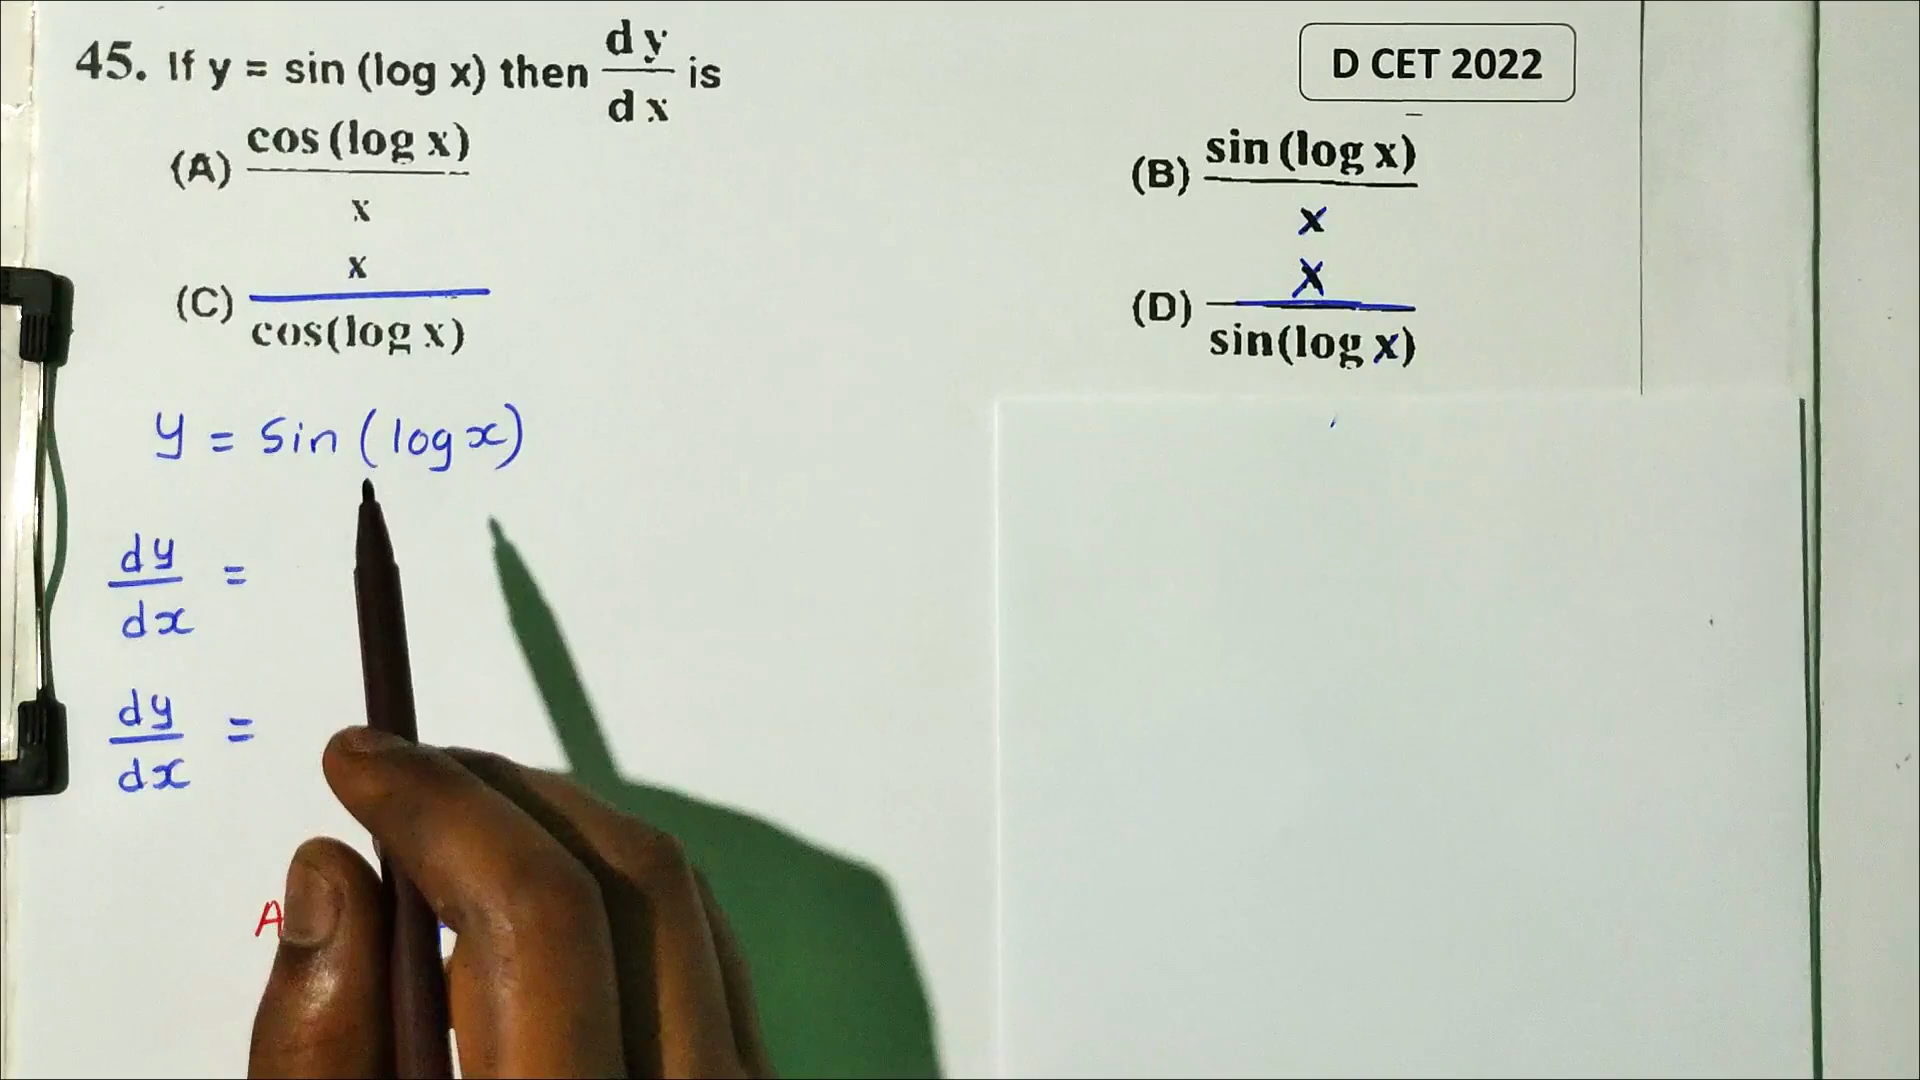 45. If y = sin (log x) then dy/dx is
D CET 2022
(A) cos (log x)/x
(B) sin (log x)/x
(C) x/cos(log x)
(D) x/sin(log x)
y = sin (log x)
dy/dx =
dy/dx =
A